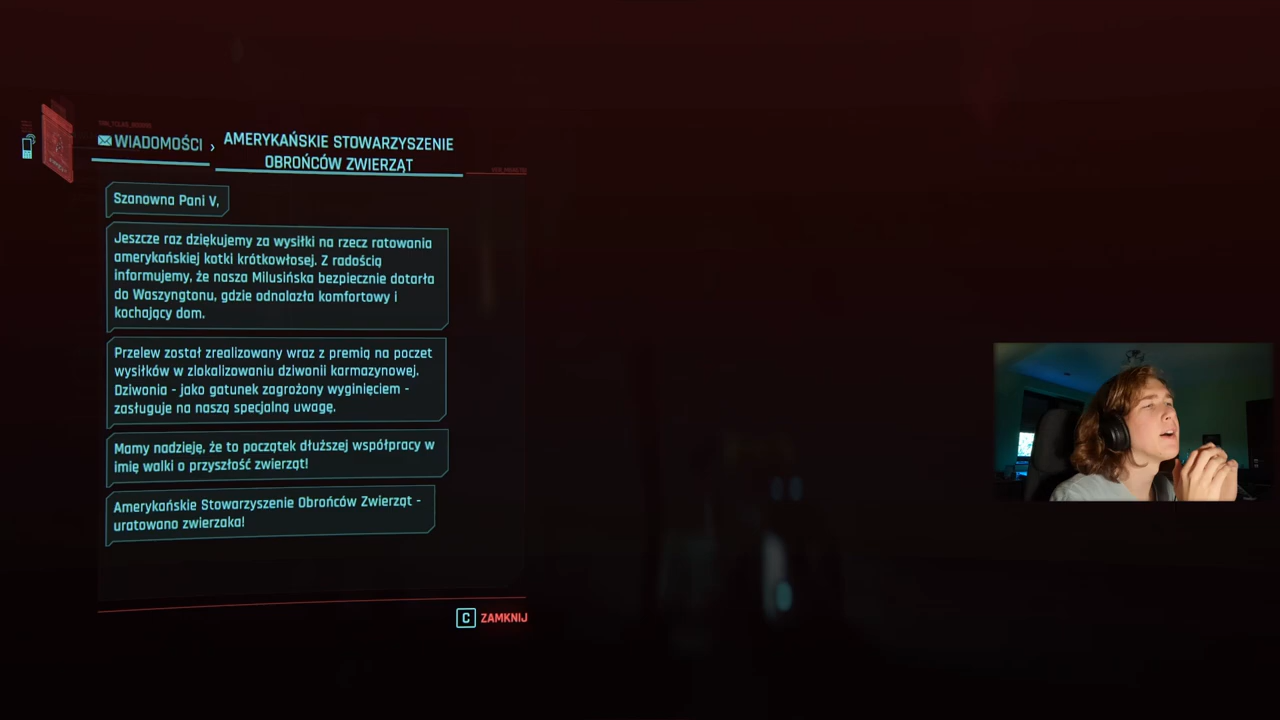 WIADOMOŚCI › AMERYKAŃSKIE STOWARZYSZENIE
OBROŃCÓW ZWIERZĄT
Szanowna Pani V,
Jeszcze raz dziękujemy za wysiłki na rzecz ratowania
amerykańskiej kotki krótkowłosej. Z radością
informujemy, że nasza Milusińska bezpiecznie dotarła
do Waszyngtonu, gdzie odnalazła komfortowy i
kochający dom.
Przelew został zrealizowany wraz z premią na poczet
wysiłków w zlokalizowaniu dziwonii karmazynowej.
Dziwonia - jako gatunek zagrożony wyginięciem -
zasługuje na naszą specjalną uwagę.
Mamy nadzieję, że to początek dłuższej współpracy w
imię walki o przyszłość zwierząt!
Amerykańskie Stowarzyszenie Obrońców Zwierząt -
uratowano zwierzaka!
C ZAMKNIJ